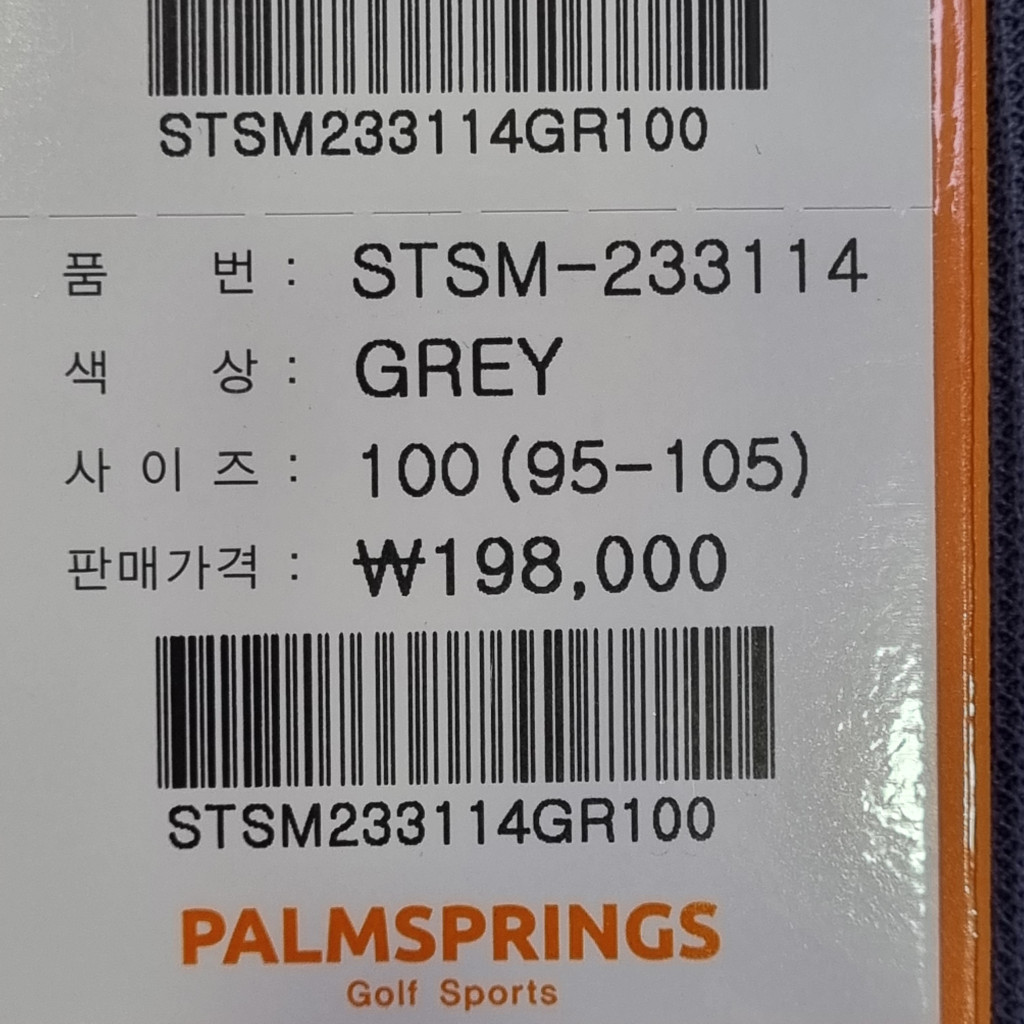 STSM233114GR100
품 번 : STSM-233114
색 상 : GREY
사 이 즈 : 100(95-105)
판매가격 : ₩198,000
STSM233114GR100
PALMSPRINGS
Golf Sports